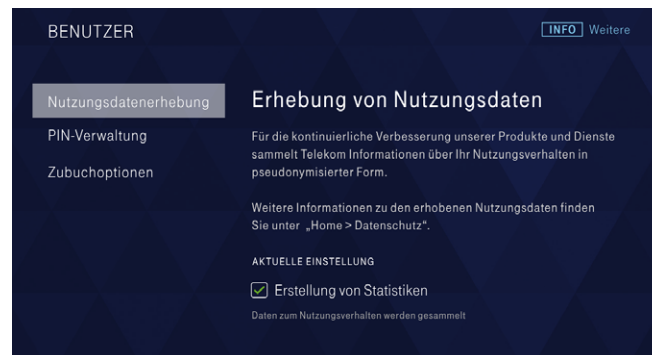 BENUTZER
INFO Weitere
Nutzungsdatenerhebung
PIN-Verwaltung
Zubuchoptionen
Erhebung von Nutzungsdaten
Für die kontinuierliche Verbesserung unserer Produkte und Dienste
sammelt Telekom Informationen über Ihr Nutzungsverhalten in
pseudonymisierter Form.
Weitere Informationen zu den erhobenen Nutzungsdaten finden
Sie unter „Home > Datenschutz“.
AKTUELLE EINSTELLUNG
Erstellung von Statistiken
Daten zum Nutzungsverhalten werden gesammelt